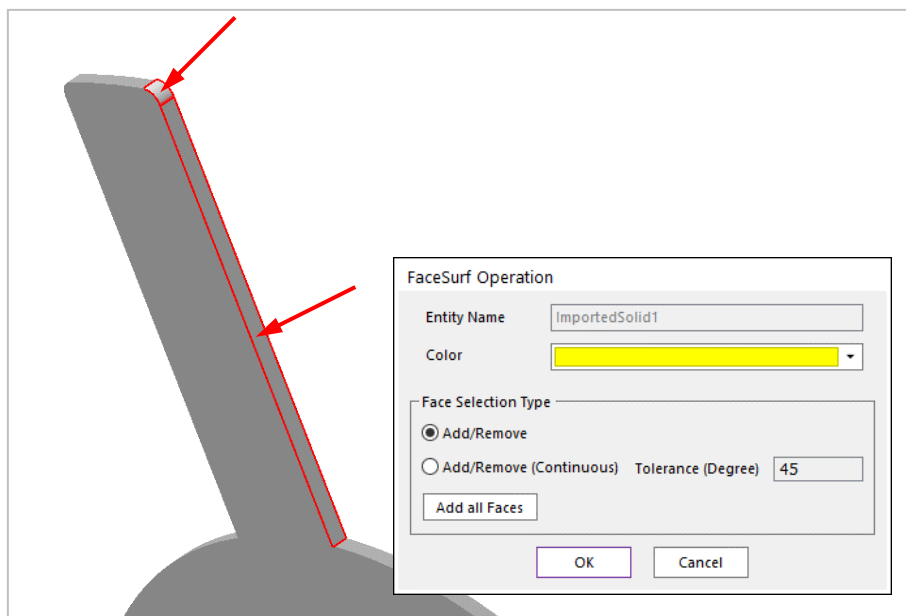 FaceSurf Operation
Entity Name ImportedSolid1
Color
Face Selection Type
Add/Remove
Add/Remove (Continuous) Tolerance (Degree) 45
Add all Faces
OK Cancel